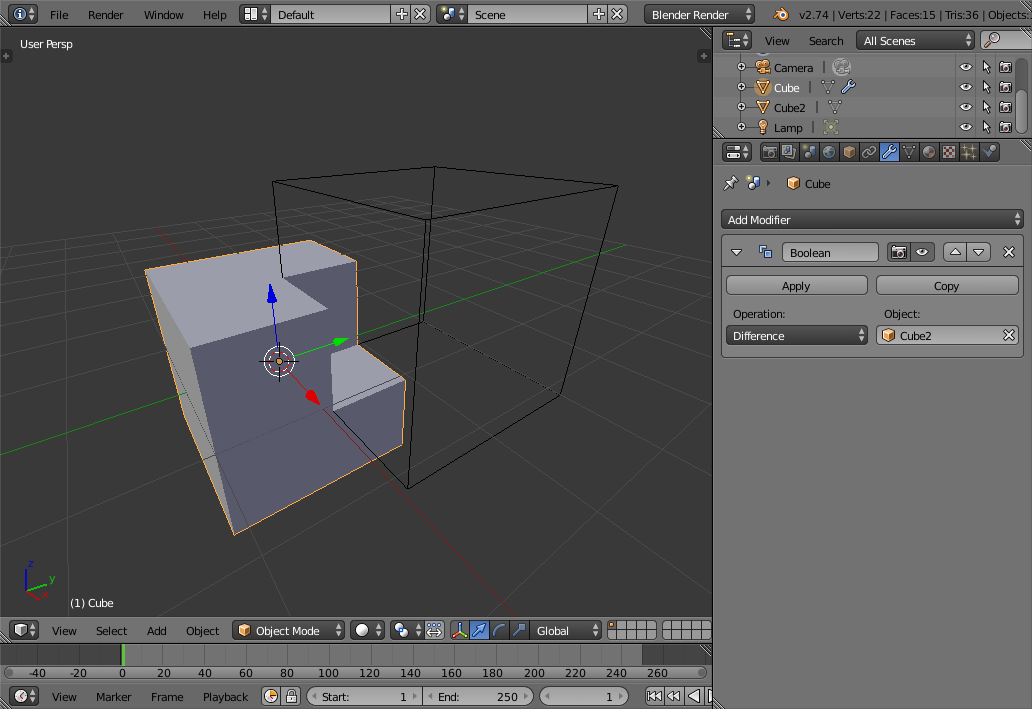 File Render Window Help Default Scene Blender Render v2.74 | Verts:22 | Faces:15 | Tris:36 | Objects:
User Persp
View Search All Scenes
Camera
Cube
Cube2
Lamp
Cube
Add Modifier
Boolean
Apply Copy
Operation: Object:
Difference Cube2
z
y
x
(1) Cube
View Select Add Object Object Mode Global
-40 -20 0 20 40 60 80 100 120 140 160 180 200 220 240 260
View Marker Frame Playback Start: 1 End: 250 1